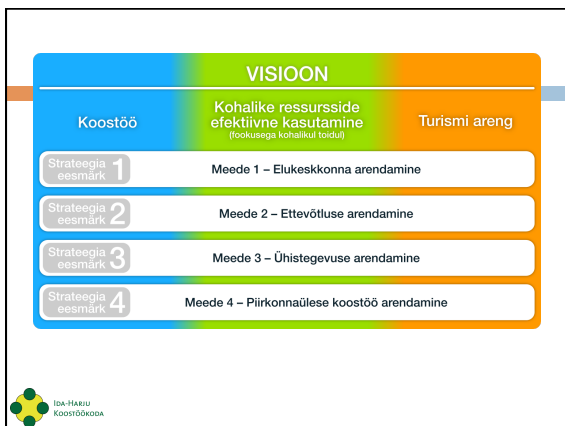 VISIOON
Koostöö
Kohalike ressursside
efektiivne kasutamine
(fookusega kohalikul toidul)
Turismi areng
Strateegia
eesmärk 1
Meede 1 – Elukeskkonna arendamine
Strateegia
eesmärk 2
Meede 2 – Ettevõtluse arendamine
Strateegia
eesmärk 3
Meede 3 – Ühistegevuse arendamine
Strateegia
eesmärk 4
Meede 4 – Piirkonnaülese koostöö arendamine
IDA-HARJU
KOOSTÖÖKODA